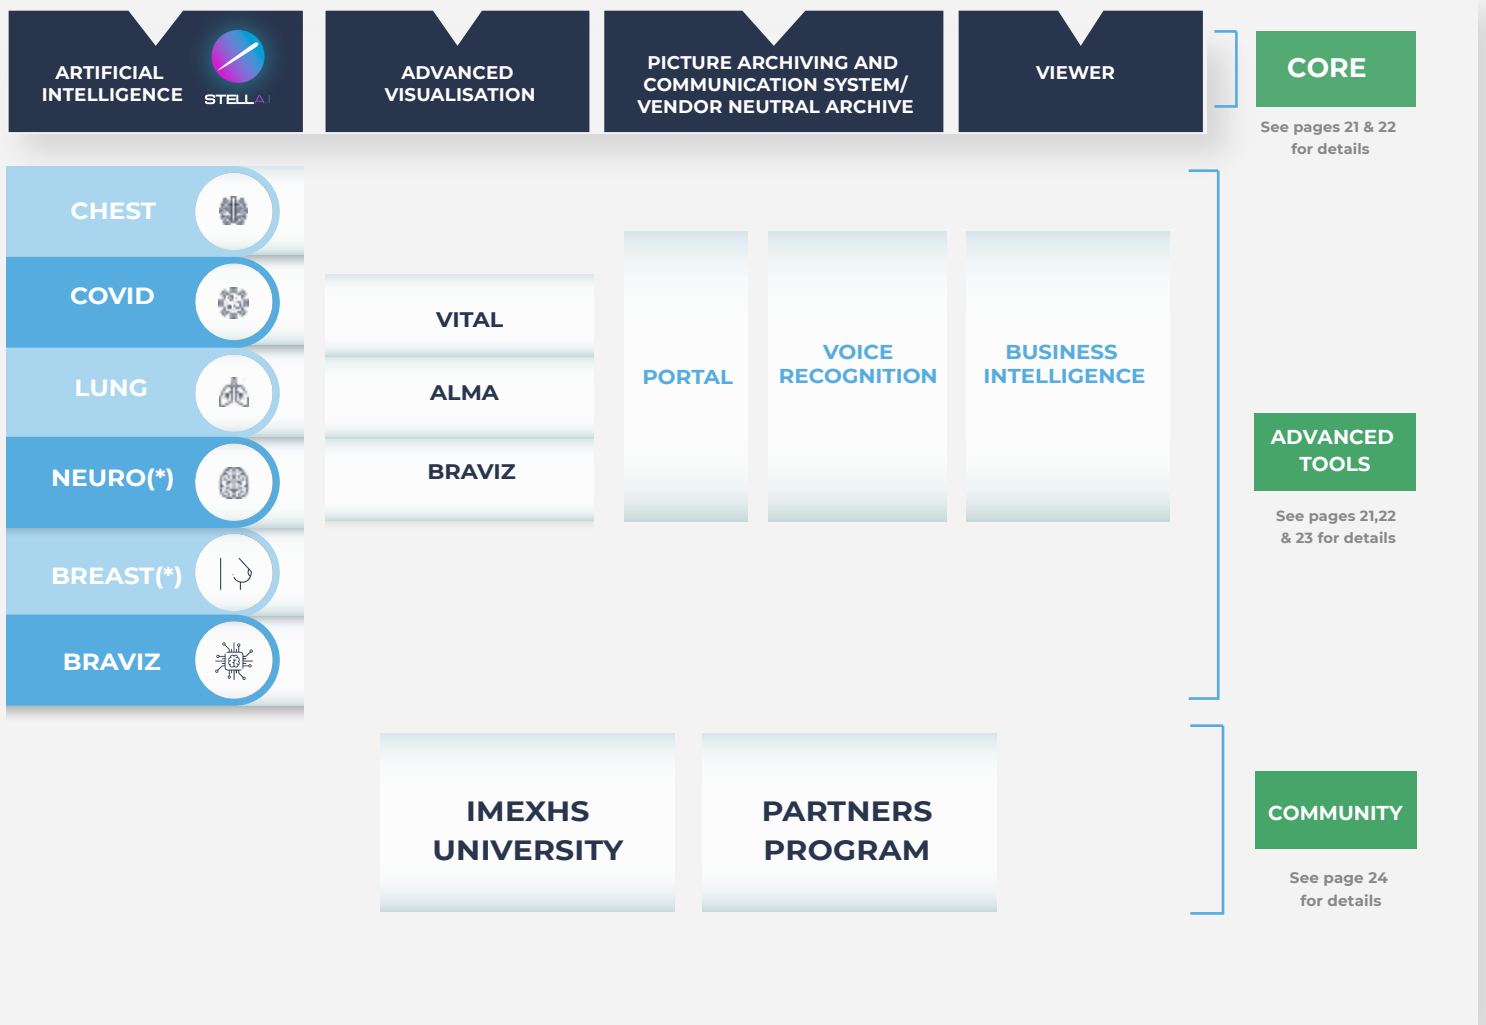 ARTIFICIAL
INTELLIGENCE
STELLA.I
ADVANCED
VISUALISATION
PICTURE ARCHIVING AND
COMMUNICATION SYSTEM/
VENDOR NEUTRAL ARCHIVE
VIEWER
CORE
See pages 21 & 22
for details
CHEST
COVID
LUNG
NEURO(*)
BREAST(*)
BRAVIZ
VITAL
ALMA
BRAVIZ
PORTAL
VOICE
RECOGNITION
BUSINESS
INTELLIGENCE
ADVANCED
TOOLS
See pages 21,22
& 23 for details
IMEXHS
UNIVERSITY
PARTNERS
PROGRAM
COMMUNITY
See page 24
for details